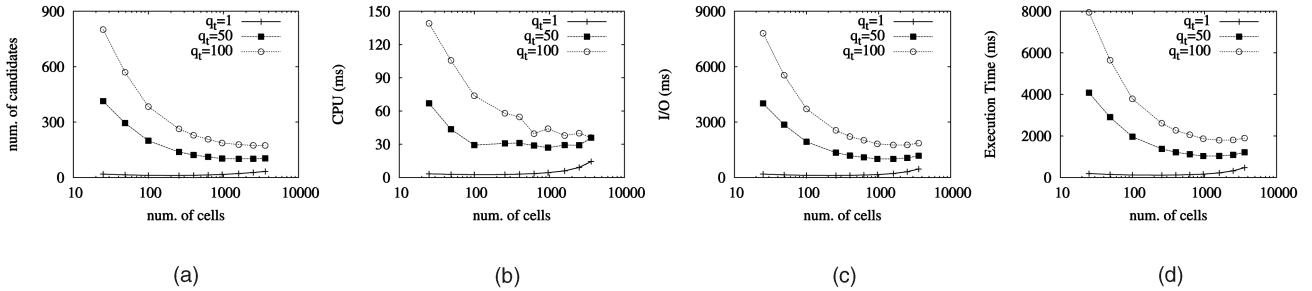 num. of candidates
900
600
300
0
10
100
1000
10000
num. of cells
q_t=1
q_t=50
q_t=100
(a)
CPU (ms)
150
120
90
60
30
0
10
100
1000
10000
num. of cells
q_t=1
q_t=50
q_t=100
(b)
I/O (ms)
9000
6000
3000
0
10
100
1000
10000
num. of cells
q_t=1
q_t=50
q_t=100
(c)
Execution Time (ms)
8000
6000
4000
2000
0
10
100
1000
10000
num. of cells
q_t=1
q_t=50
q_t=100
(d)